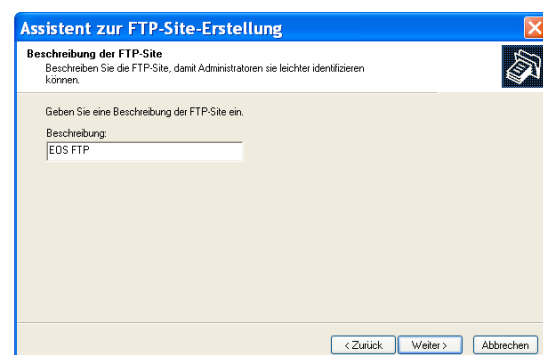 Assistent zur FTP-Site-Erstellung
Beschreibung der FTP-Site
Beschreiben Sie die FTP-Site, damit Administratoren sie leichter identifizieren
können.
Geben Sie eine Beschreibung der FTP-Site ein.
Beschreibung:
EOS FTP
< Zurück
Weiter >
Abbrechen